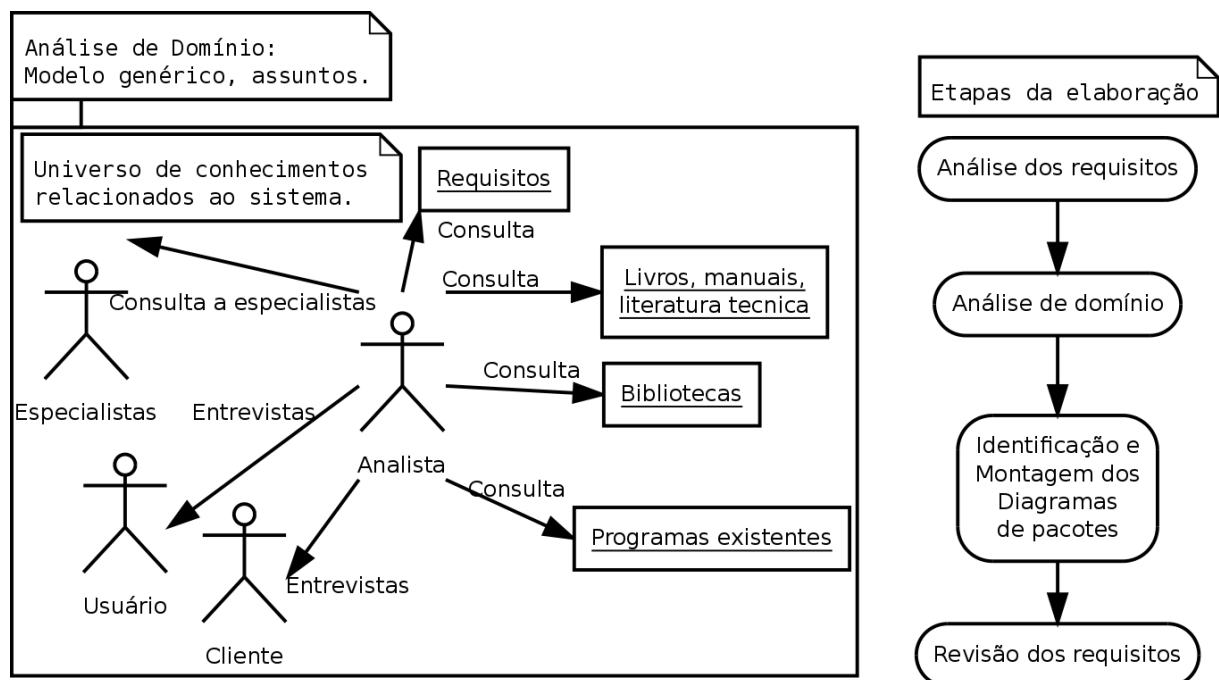 Análise de Domínio:
Modelo genérico, assuntos.
Universo de conhecimentos
relacionados ao sistema.
Requisitos
Consulta
Consulta
Livros, manuais,
literatura tecnica
Consulta a especialistas
Especialistas
Entrevistas
Consulta
Bibliotecas
Analista
Consulta
Programas existentes
Usuário
Entrevistas
Cliente
Etapas da elaboração
Análise dos requisitos
Análise de domínio
Identificação e
Montagem dos
Diagramas
de pacotes
Revisão dos requisitos